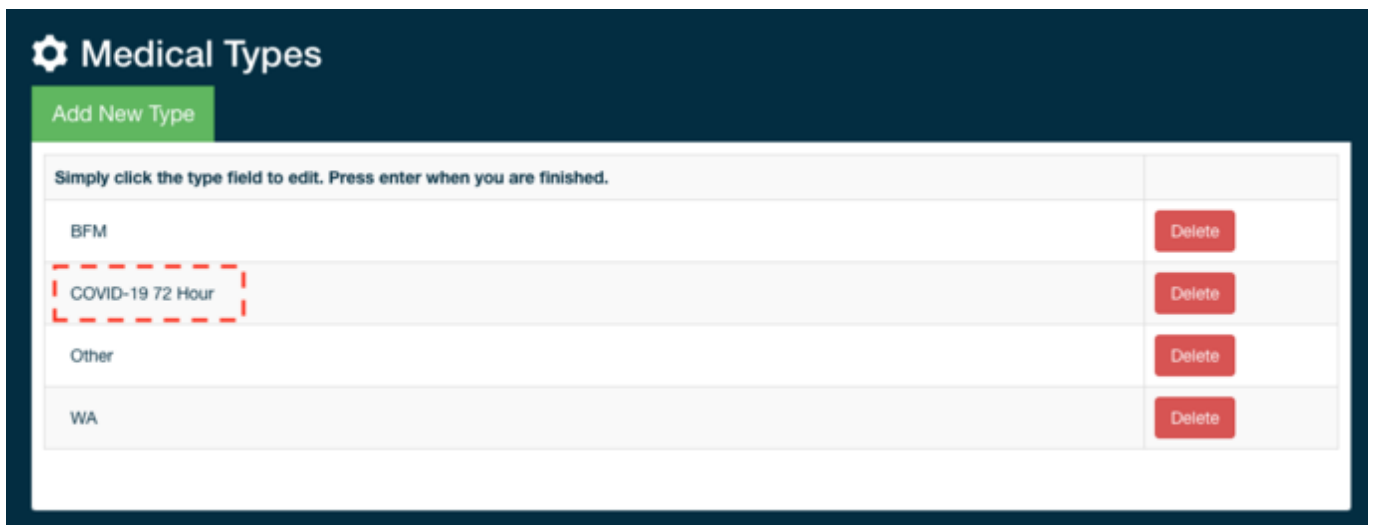 Medical Types
Add New Type
Simply click the type field to edit. Press enter when you are finished.
BFM
Delete
COVID-19 72 Hour
Delete
Other
Delete
WA
Delete